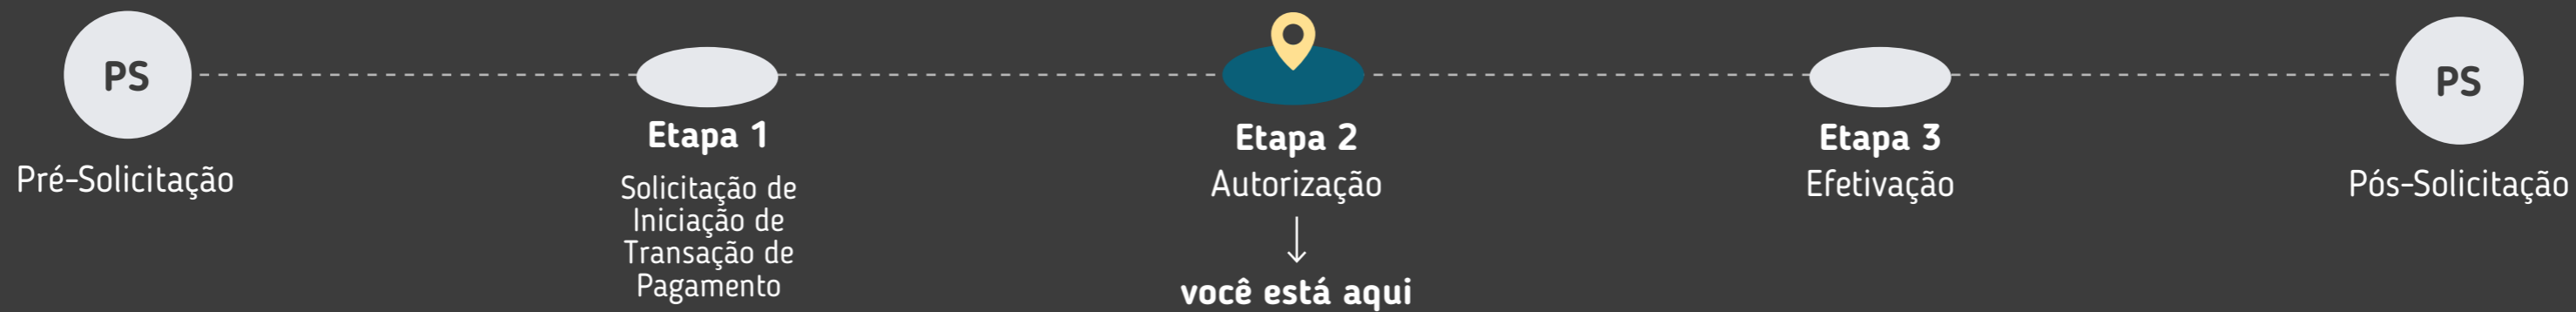 PS
Pré-Solicitação
Etapa 1
Solicitação de
Iniciação de
Transação de
Pagamento
Etapa 2
Autorização
você está aqui
Etapa 3
Efetivação
PS
Pós-Solicitação